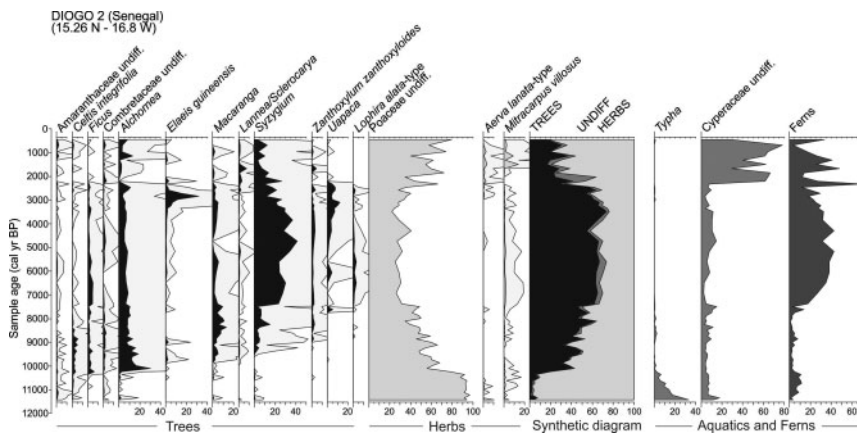 DIOGO 2 (Senegal)
(15.26 N - 16.8 W)
Amaranthaceae undiff.
Celtis integrifolia
Ficus
Combretaceae undiff.
Alchornea
Elaeis guineensis
Macaranga
Lannea/Sclerocarya
Syzygium
Zanthoxylum zanthoxyloides
Uapaca
Lophira alata-type
Poaceae undiff.
Aerva lanata-type
Mitracarpus villosus
TREES
UNDIFF
HERBS
Typha
Cyperaceae undiff.
Ferns
Sample age (cal yr BP)
0
1000
2000
3000
4000
5000
6000
7000
8000
9000
10000
11000
12000
20 40 20 40 20 20 40 20 20 40 60 80 100 20 40 60 80 100 20 40 20 40 60 80 20 40 60
Trees Herbs Synthetic diagram Aquatics and Ferns